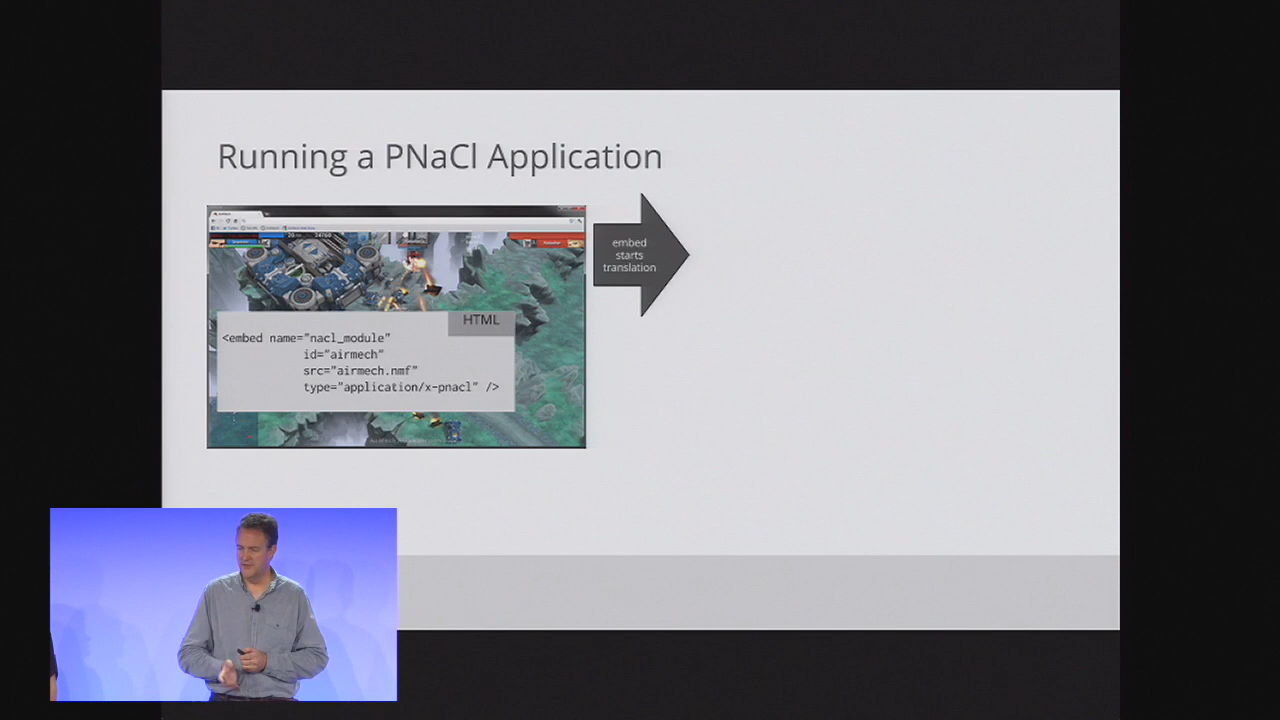 Running a PNaCl Application
embed
starts
translation
HTML
<embed name="nacl_module"
id="airmech"
src="airmech.nmf"
type="application/x-pnacl" />